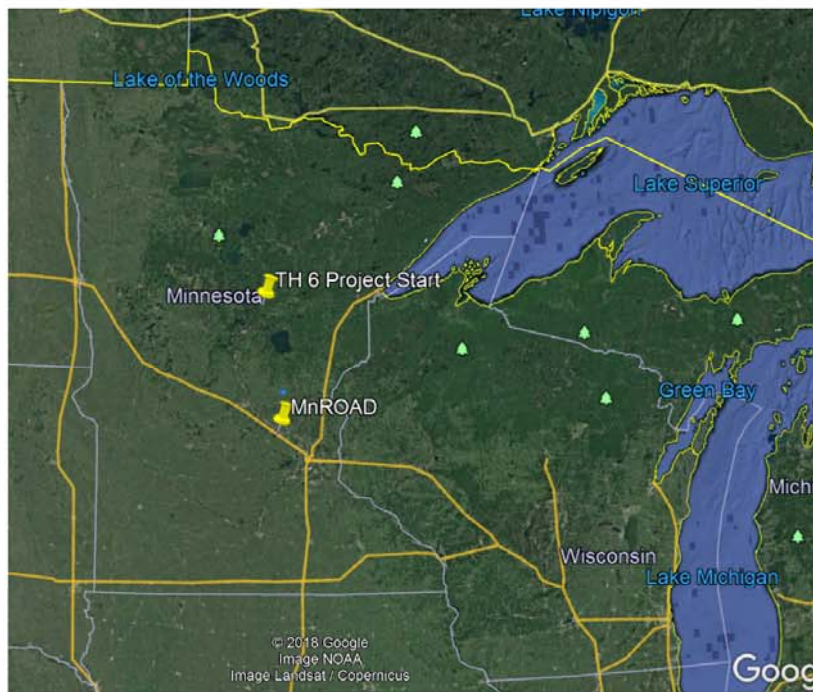 Lake Nipigon
Lake of the Woods
Lake Superior
TH 6 Project Start
Minnesota
Green Bay
MnROAD
Michi
Wisconsin
Lake Michigan
© 2018 Google
Image NOAA
Image Landsat / Copernicus
Goog